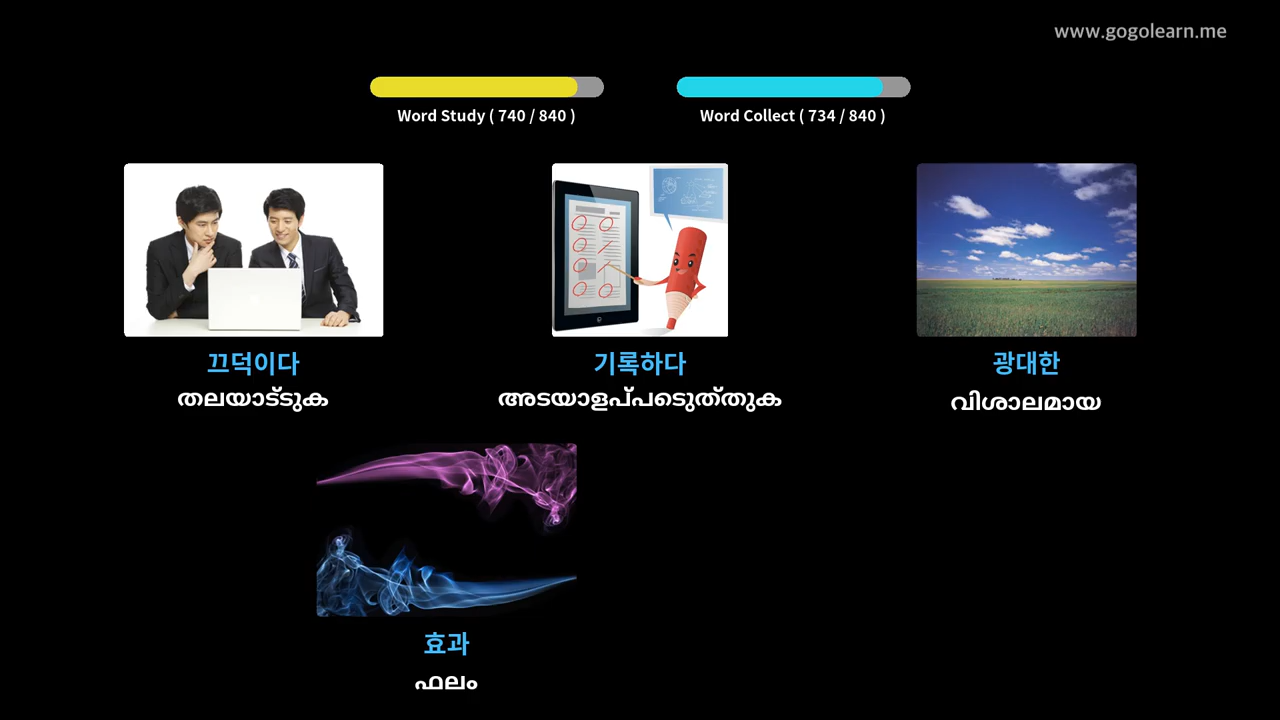 www.gogolearn.me
Word Study ( 740 / 840 )
Word Collect ( 734 / 840 )
끄덕이다
തലയാട്ടുക
기록하다
അടയാളപ്പടെുത്തുക
광대한
വിശാലമായ
효과
ഫലം